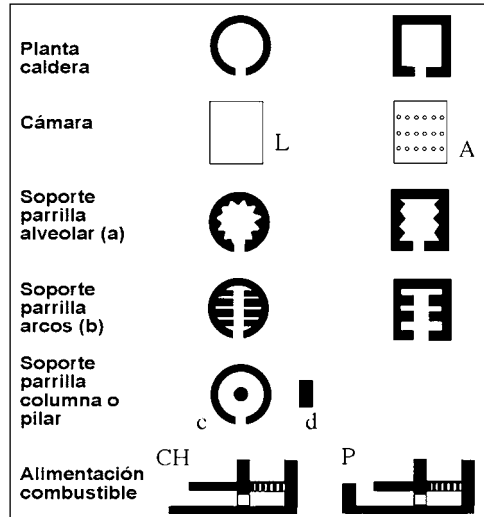 Planta
caldera
Cámara
L
A
Soporte
parrilla
alveolar (a)
Soporte
parrilla
arcos (b)
Soporte
parrilla
columna o
pilar
c
d
Alimentación
combustible
CH
P